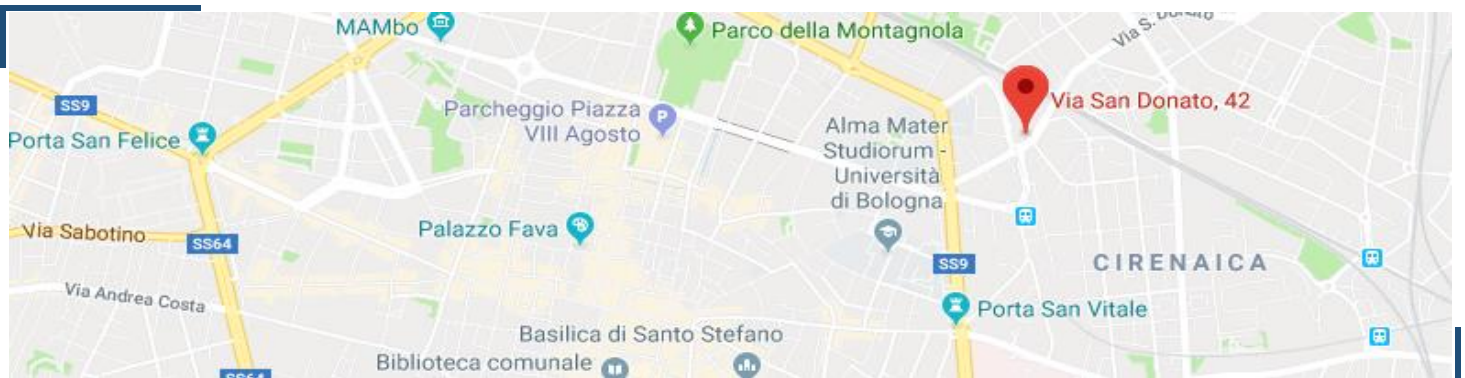 MAMbo
Parco della Montagnola
Via S. Donato
SS9
Parcheggio Piazza
VIII Agosto
P
Via San Donato, 42
Porta San Felice
Alma Mater
Studiorum -
Università
di Bologna
Via Sabotino
SS64
Palazzo Fava
SS9
CIRENAICA
Via Andrea Costa
Porta San Vitale
Basilica di Santo Stefano
Biblioteca comunale
SS64